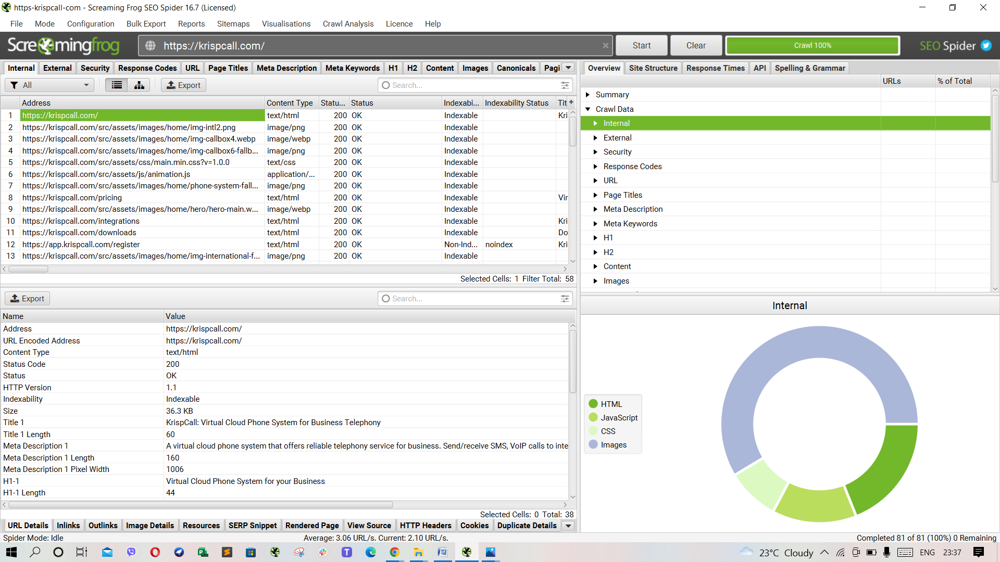 https-krispcall-com - Screaming Frog SEO Spider 16.7 (Licensed)
File Mode Configuration Bulk Export Reports Sitemaps Visualisations Crawl Analysis Licence Help
Screamingfrog https://krispcall.com/ Start Clear Crawl 100% SEO Spider
Internal External Security Response Codes URL Page Titles Meta Description Meta Keywords H1 H2 Content Images Canonicals Pagi
All Export Search...
Address Content Type Statu... Status Indexabi... Indexability Status Tit
1 https://krispcall.com/ text/html 200 OK Indexable Kri
2 https://krispcall.com/src/assets/images/home/img-intl2.png image/png 200 OK Indexable
3 https://krispcall.com/src/assets/images/home/img-callbox4.webp image/webp 200 OK Indexable
4 https://krispcall.com/src/assets/images/home/img-callbox6-fallb... image/png 200 OK Indexable
5 https://krispcall.com/src/assets/css/main.min.css?v=1.0.0 text/css 200 OK Indexable
6 https://krispcall.com/src/assets/js/animation.js application/... 200 OK Indexable
7 https://krispcall.com/src/assets/images/home/phone-system-fall... image/png 200 OK Indexable
8 https://krispcall.com/pricing text/html 200 OK Indexable Vir
9 https://krispcall.com/src/assets/images/home/hero/hero-main.w... image/webp 200 OK Indexable
10 https://krispcall.com/integrations text/html 200 OK Indexable Kri
11 https://krispcall.com/downloads text/html 200 OK Indexable Do
12 https://app.krispcall.com/register text/html 200 OK Non-Ind... noindex Kri
13 https://krispcall.com/src/assets/images/home/img-international-f... image/png 200 OK Indexable
Selected Cells: 1 Filter Total: 58
Export Search...
Name Value
Address https://krispcall.com/
URL Encoded Address https://krispcall.com/
Content Type text/html
Status Code 200
Status OK
HTTP Version 1.1
Indexability Indexable
Size 36.3 KB
Title 1 KrispCall: Virtual Cloud Phone System for Business Telephony
Title 1 Length 60
Meta Description 1 A virtual cloud phone system that offers reliable telephony service for business. Send/receive SMS, VoIP calls to inte
Meta Description 1 Length 160
Meta Description 1 Pixel Width 1006
H1-1 Virtual Cloud Phone System for your Business
H1-1 Length 44
Selected Cells: 0 Total: 38
URL Details Inlinks Outlinks Image Details Resources SERP Snippet Rendered Page View Source HTTP Headers Cookies Duplicate Details
Overview Site Structure Response Times API Spelling & Grammar
URLs % of Total
Summary
Crawl Data
Internal
External
Security
Response Codes
URL
Page Titles
Meta Description
Meta Keywords
H1
H2
Content
Images
Internal
HTML
JavaScript
CSS
Images
Spider Mode: Idle Average: 3.06 URL/s. Current: 2.10 URL/s. Completed 81 of 81 (100%) 0 Remaining
23°C Cloudy ENG 23:37